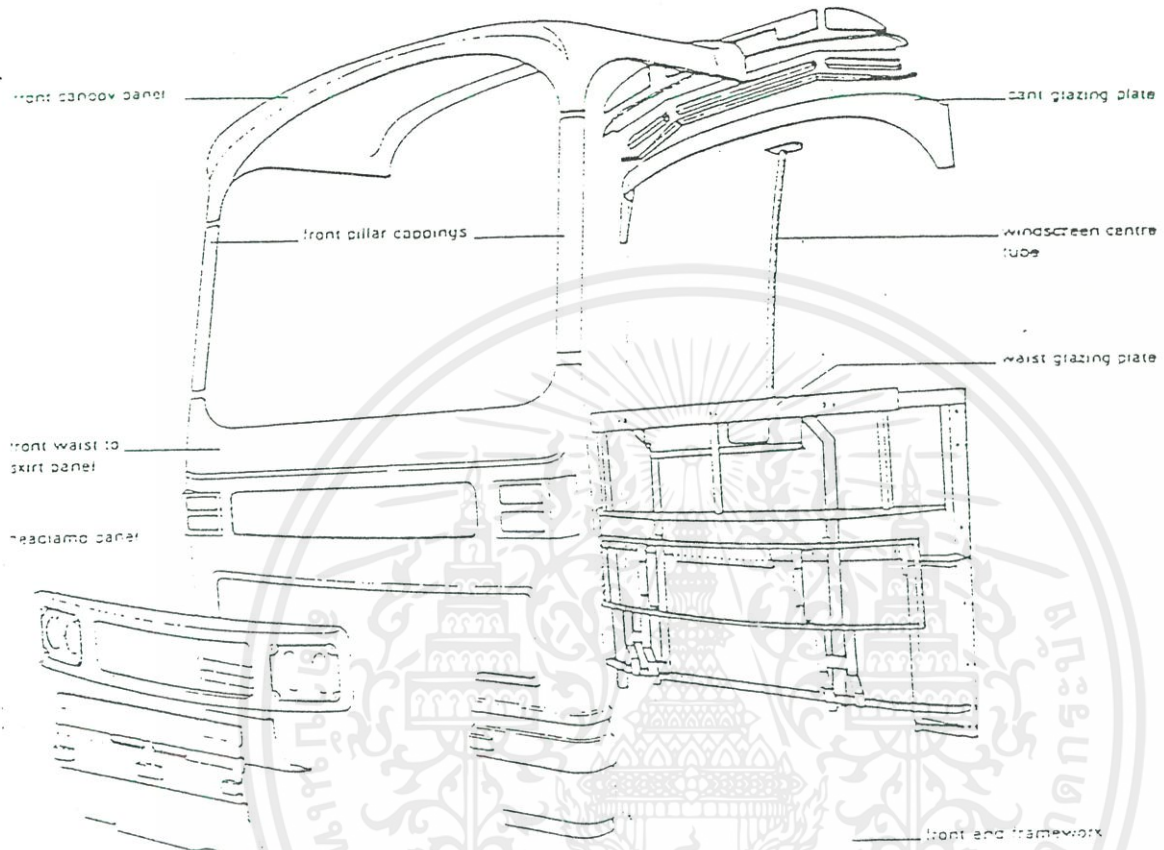 front canopy panel
cant glazing plate
front pillar cappings
windscreen centre
tube
waist glazing plate
front waist to
skirt panel
headlamp panel
front end framework